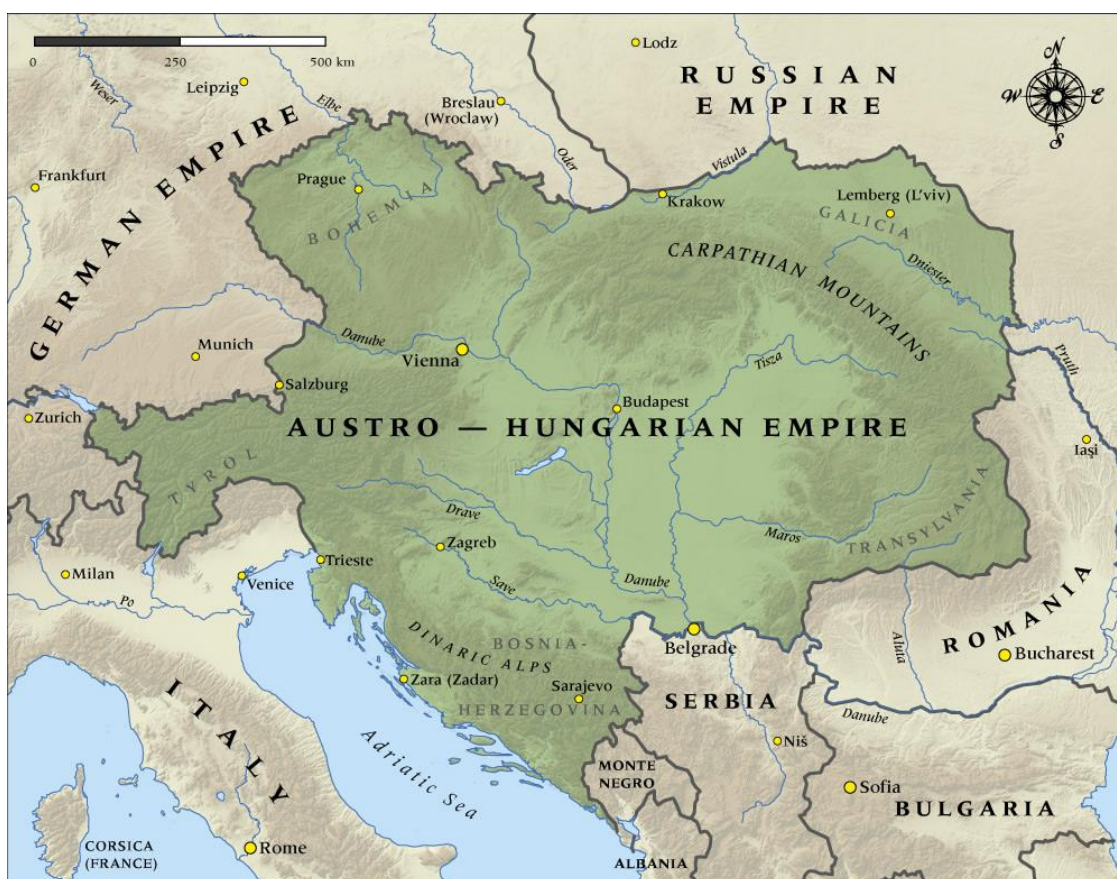 0 250 500 km
Lodz
RUSSIAN
EMPIRE
N
W E
S
Weser
Leipzig
Elbe
Breslau
(Wroclaw)
Oder
Vistula
GERMAN EMPIRE
Frankfurt
Prague
BOHEMIA
Krakow
Lemberg (L'viv)
GALICIA
CARPATHIAN MOUNTAINS
Dniester
Munich
Danube
Vienna
Tisza
Pruth
Salzburg
Zurich
Budapest
AUSTRO — HUNGARIAN EMPIRE
Iaşi
TYROL
Drave
Maros
TRANSYLVANIA
Zagreb
Trieste
Milan
Venice
Save
Danube
Po
DINARIC ALPS
BOSNIA-
HERZEGOVINA
Belgrade
Aluta
ROMANIA
Bucharest
Zara (Zadar)
Sarajevo
SERBIA
ITALY
Adriatic Sea
Danube
Niš
MONTE
NEGRO
Sofia
BULGARIA
CORSICA
(FRANCE)
Rome
ALBANIA